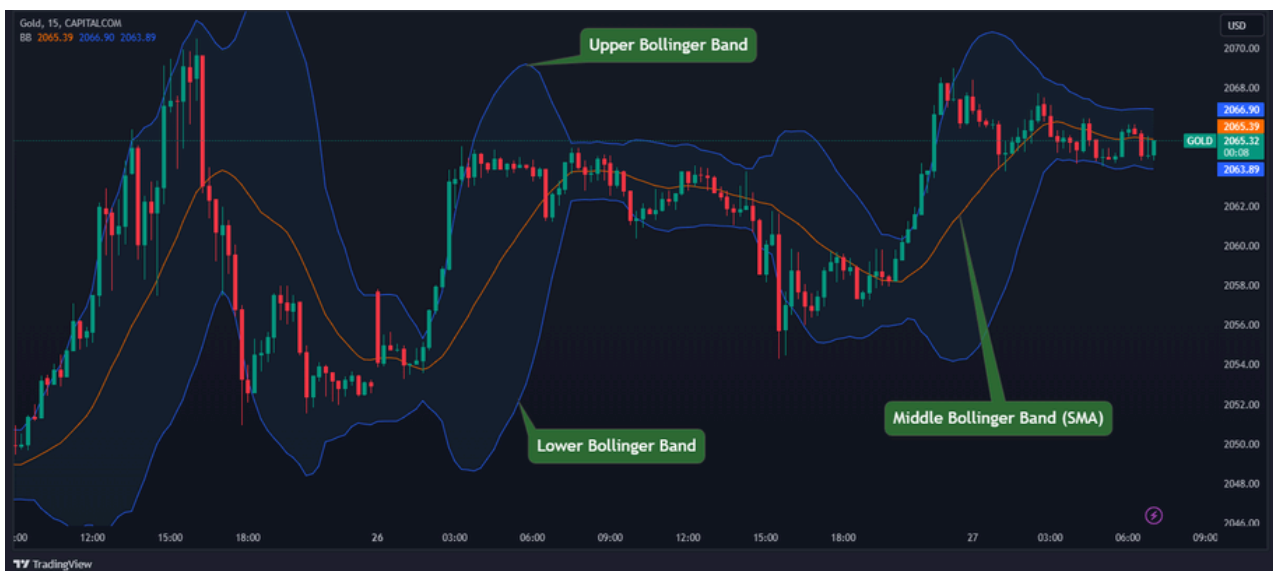 Gold, 15, CAPITALCOM
BB 2065.39 2066.90 2063.89
USD
Upper Bollinger Band
2070.00
2068.00
2066.90
2065.39
GOLD 2065.32
00:08
2063.89
2062.00
2060.00
2058.00
2056.00
2054.00
2052.00
Middle Bollinger Band (SMA)
Lower Bollinger Band
2050.00
2048.00
2046.00
:00 12:00 15:00 18:00 26 03:00 06:00 09:00 12:00 15:00 18:00 27 03:00 06:00 09:00
TradingView